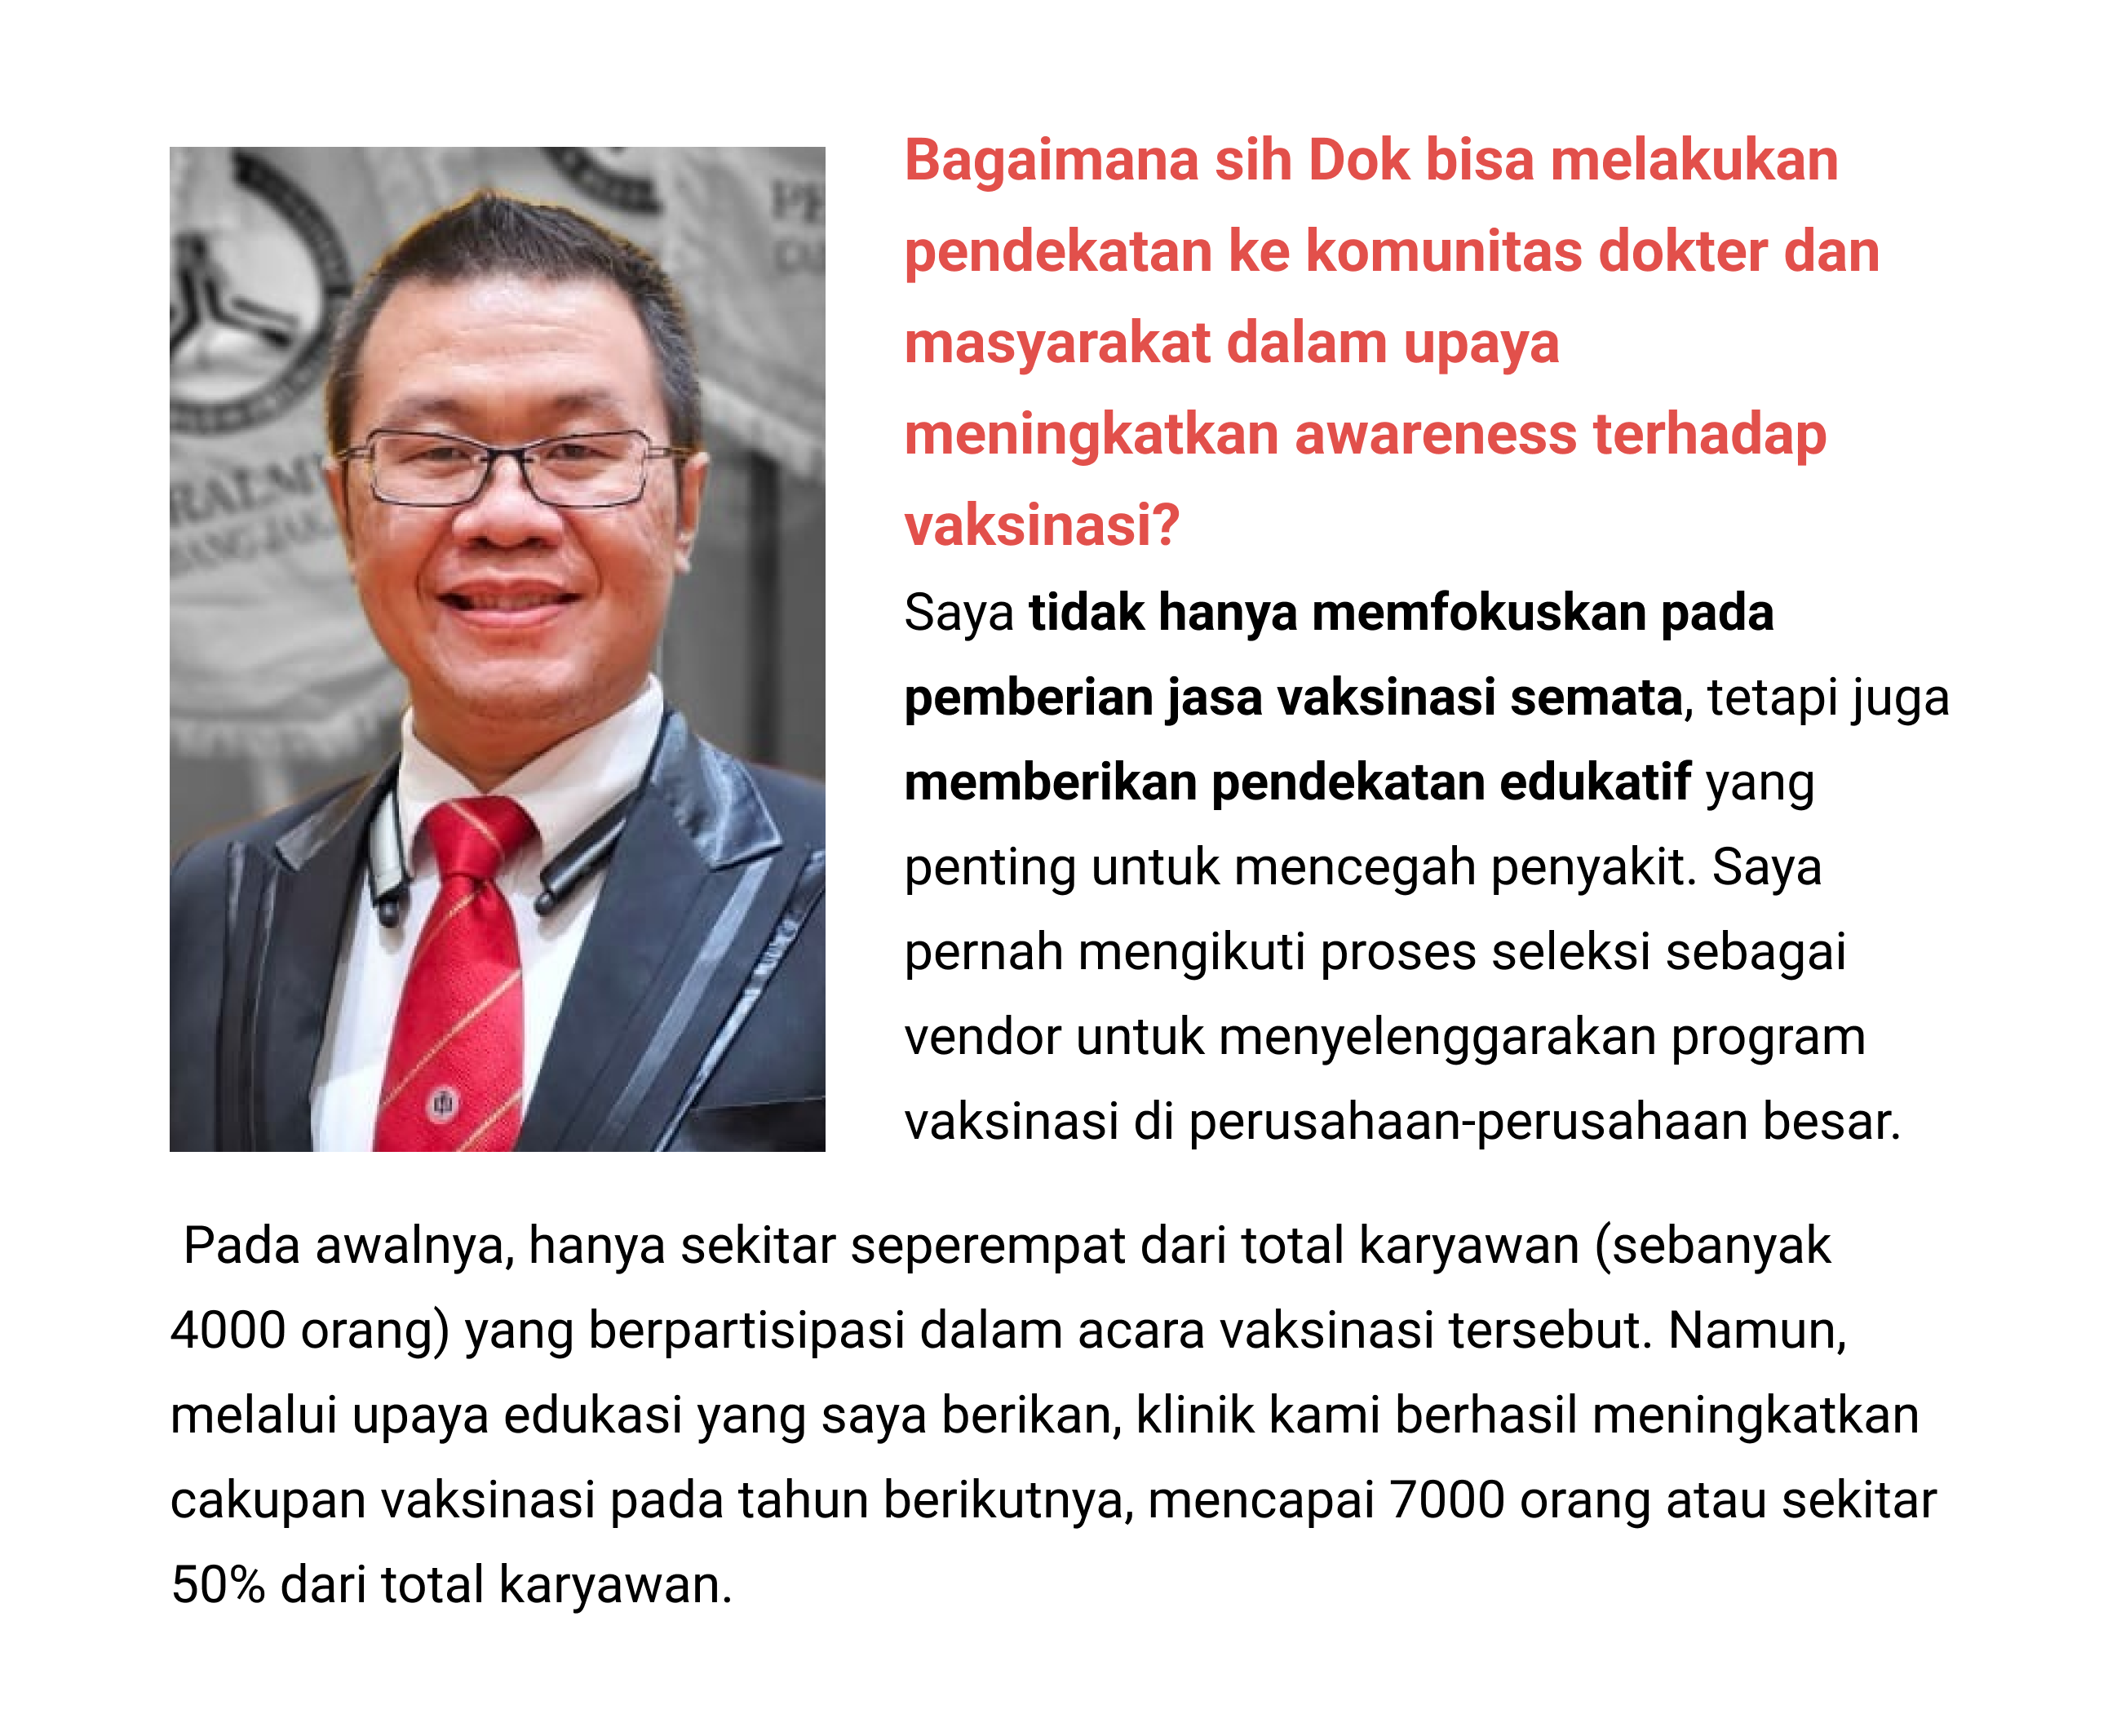 Bagaimana sih Dok bisa melakukan
pendekatan ke komunitas dokter dan
masyarakat dalam upaya
meningkatkan awareness terhadap
vaksinasi?
Saya tidak hanya memfokuskan pada
pemberian jasa vaksinasi semata, tetapi juga
memberikan pendekatan edukatif yang
penting untuk mencegah penyakit. Saya
pernah mengikuti proses seleksi sebagai
vendor untuk menyelenggarakan program
vaksinasi di perusahaan-perusahaan besar.
Pada awalnya, hanya sekitar seperempat dari total karyawan (sebanyak
4000 orang) yang berpartisipasi dalam acara vaksinasi tersebut. Namun,
melalui upaya edukasi yang saya berikan, klinik kami berhasil meningkatkan
cakupan vaksinasi pada tahun berikutnya, mencapai 7000 orang atau sekitar
50% dari total karyawan.